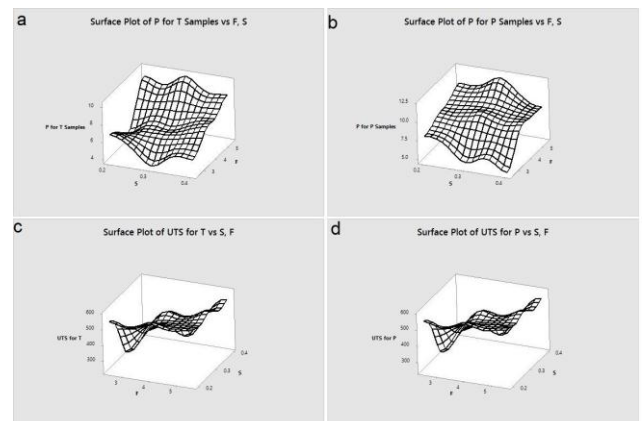 a
Surface Plot of P for T Samples vs F, S
10
8
6
4
P for T Samples
0.2
0.3
0.4
S
3
4
5
F
b
Surface Plot of P for P Samples vs F, S
12.5
10.0
7.5
5.0
P for P Samples
0.2
0.3
0.4
S
3
4
5
F
c
Surface Plot of UTS for T vs S, F
600
500
400
300
UTS for T
3
4
5
F
0.2
0.3
0.4
S
d
Surface Plot of UTS for P vs S, F
600
500
400
300
UTS for P
3
4
5
F
0.2
0.3
0.4
S